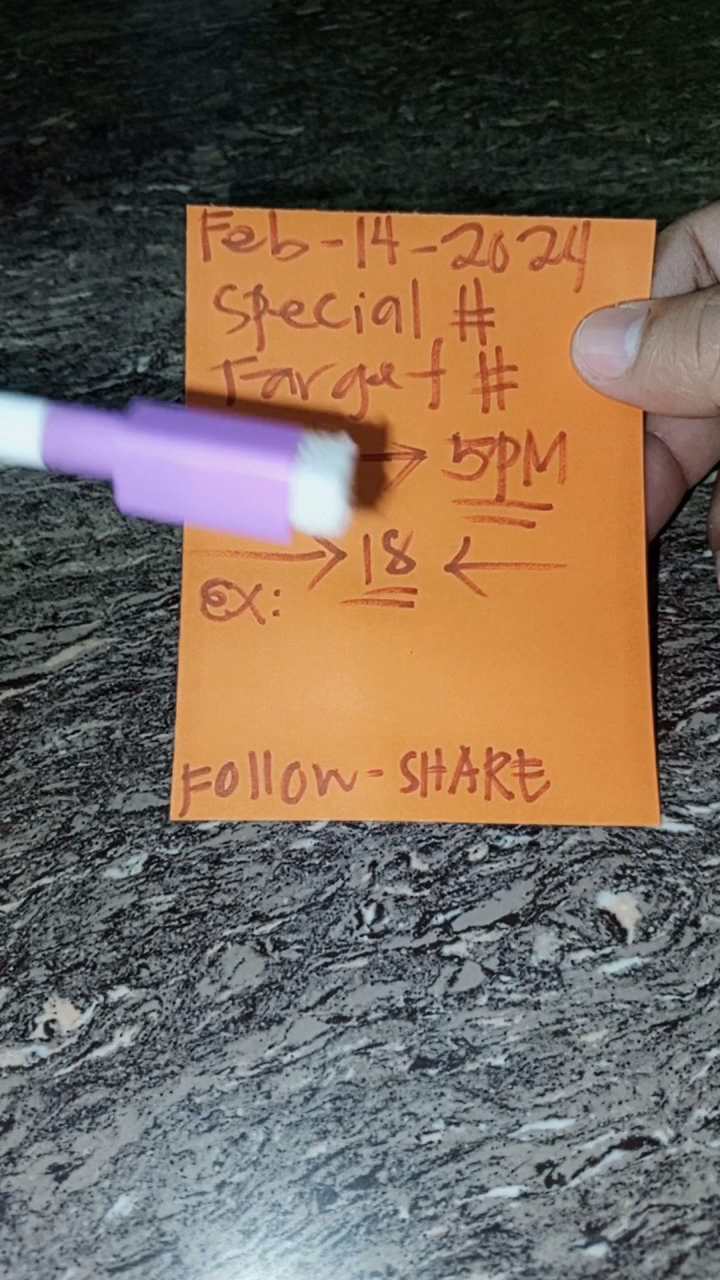 Feb-14-2024
Special #
Target #
→ 5PM
→ 18 ←
ex:
Follow-SHARE